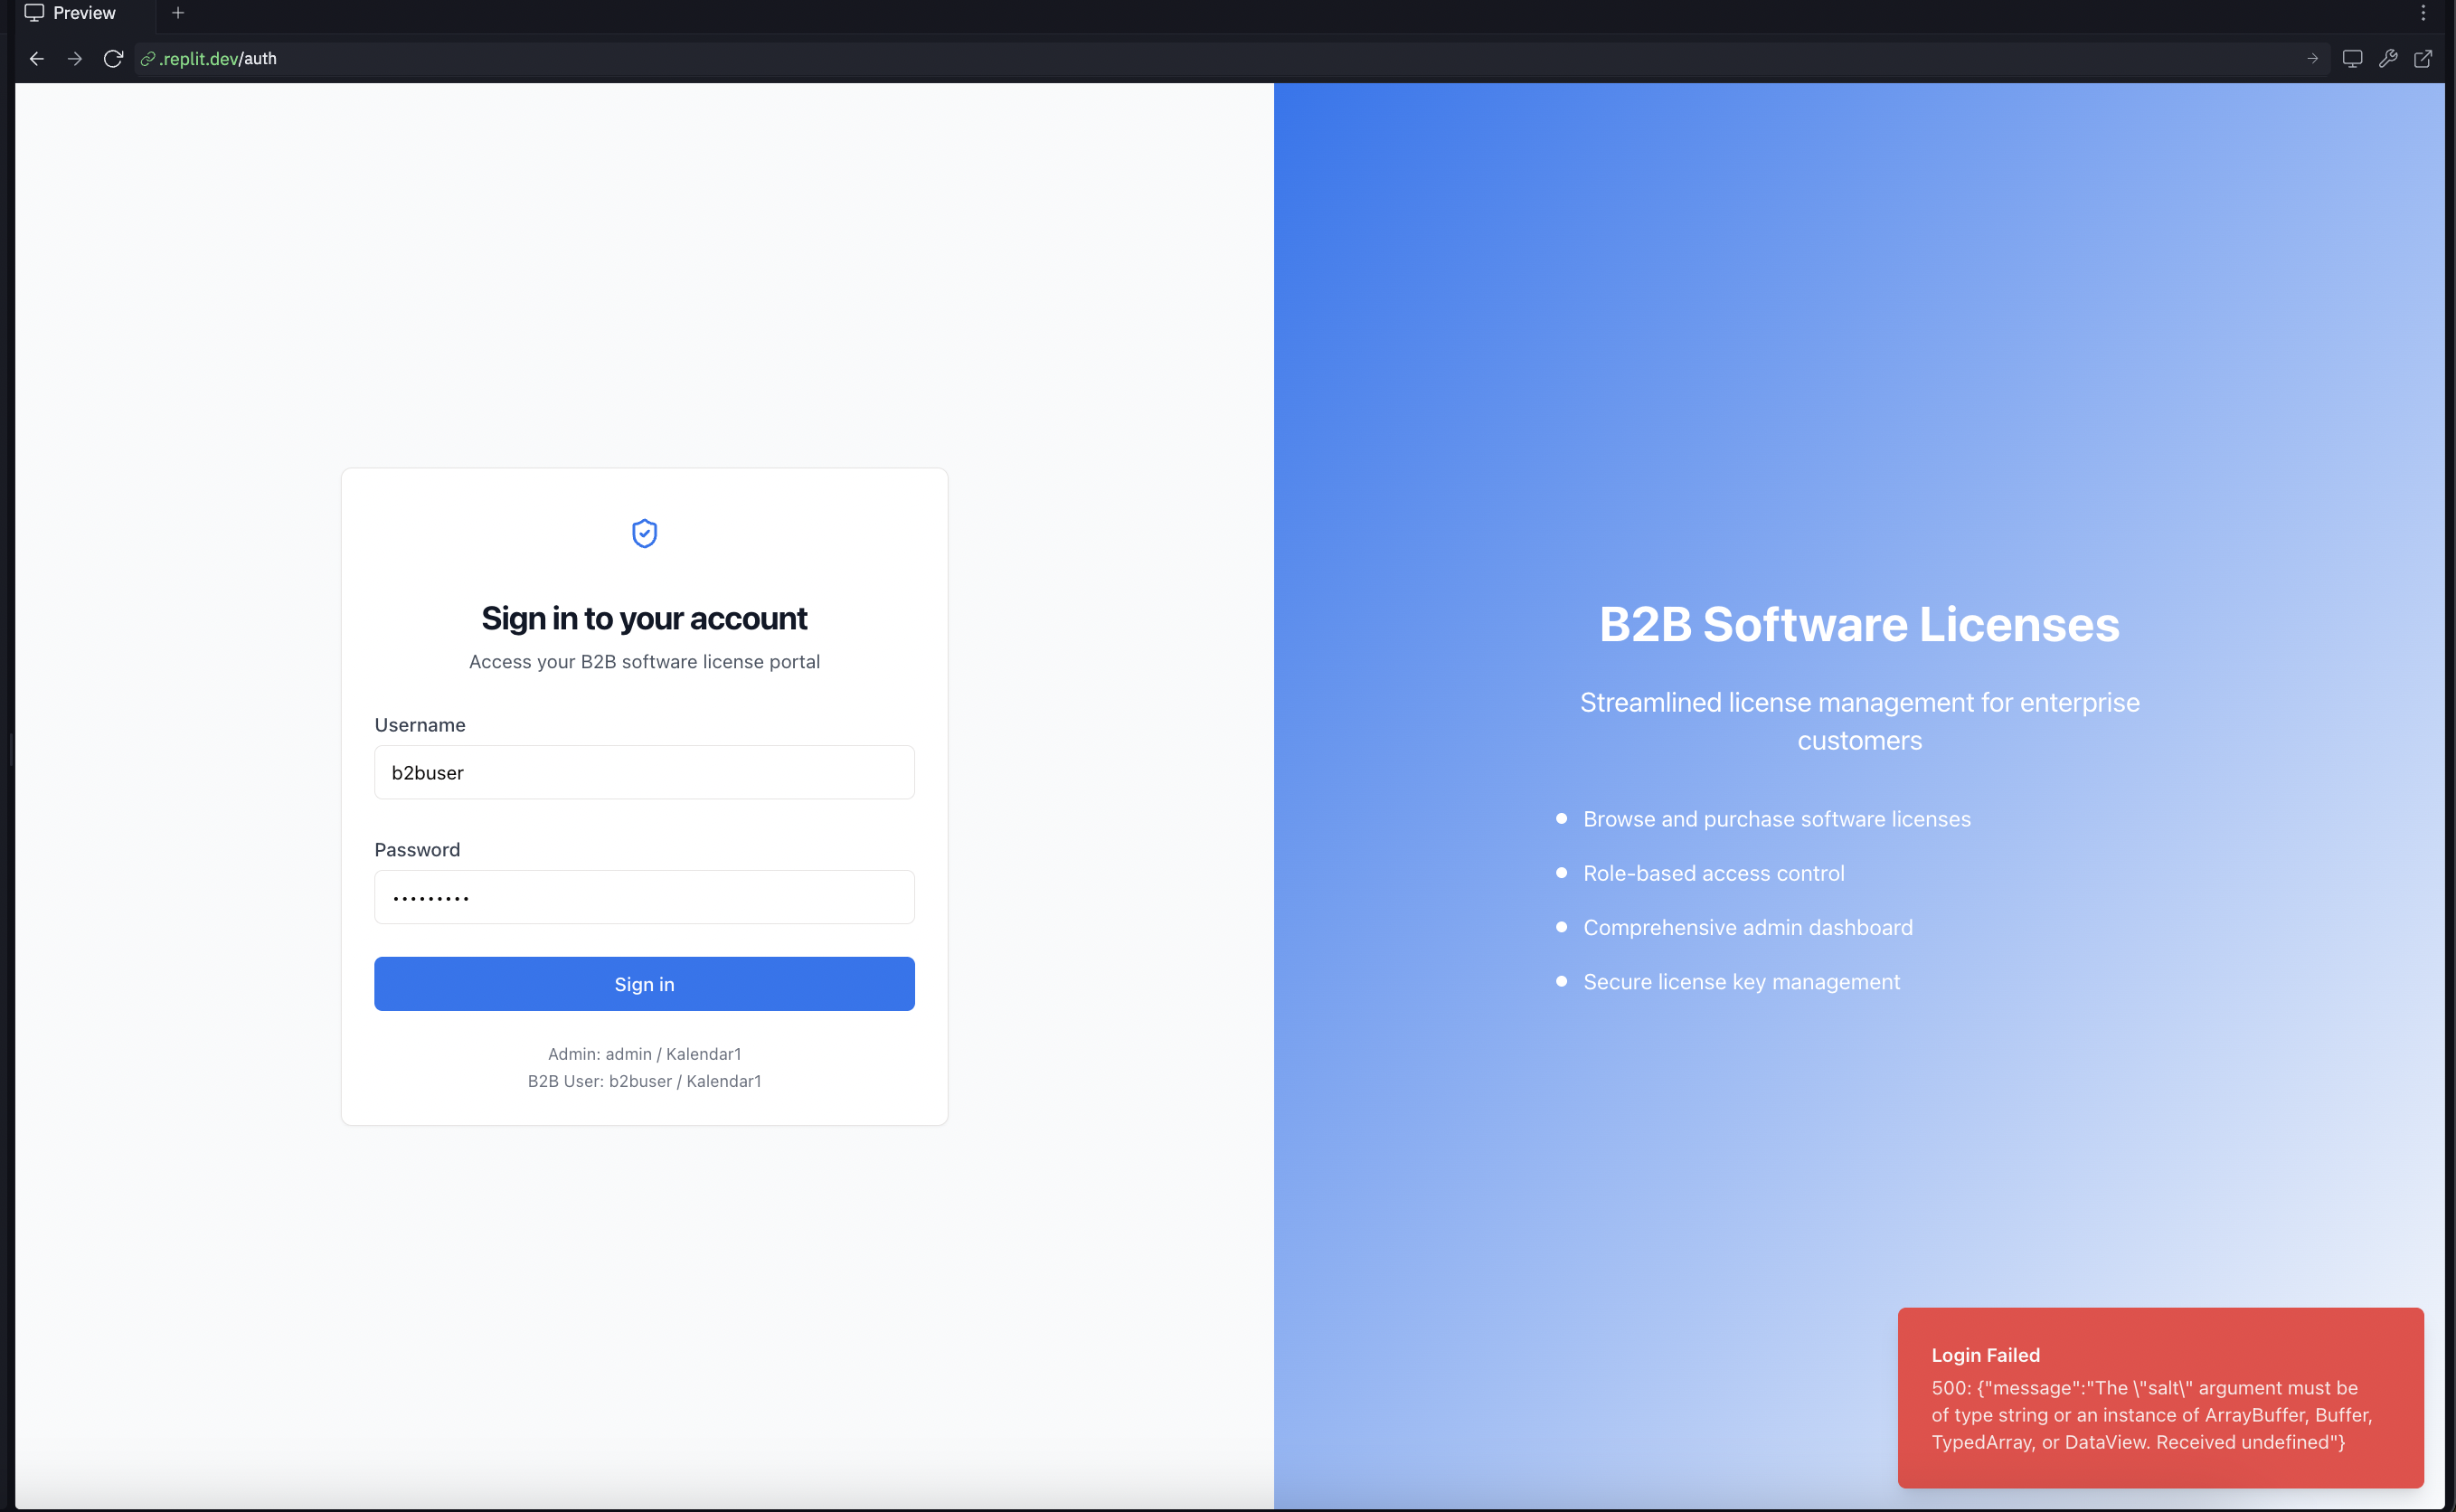 Preview
.replit.dev/auth
Sign in to your account
Access your B2B software license portal
Username
b2buser
Password
•••••••••
Sign in
Admin: admin / Kalendar1
B2B User: b2buser / Kalendar1
B2B Software Licenses
Streamlined license management for enterprise
customers
Browse and purchase software licenses
Role-based access control
Comprehensive admin dashboard
Secure license key management
Login Failed
500: {"message":"The \"salt\" argument must be
of type string or an instance of ArrayBuffer, Buffer,
TypedArray, or DataView. Received undefined"}